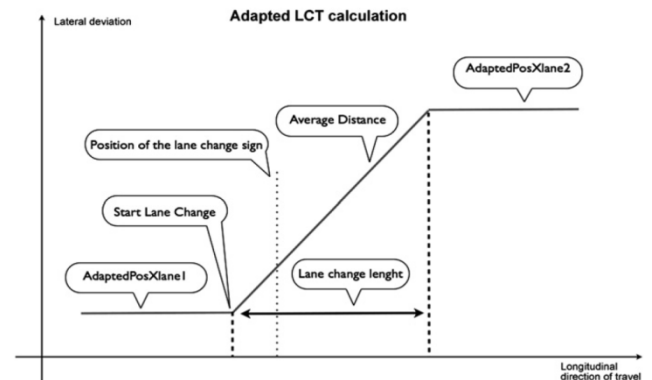 Adapted LCT calculation
Lateral deviation
AdaptedPosXlane2
Average Distance
Position of the lane change sign
Start Lane Change
AdaptedPosXlane1
Lane change lenght
Longitudinal
direction of travel